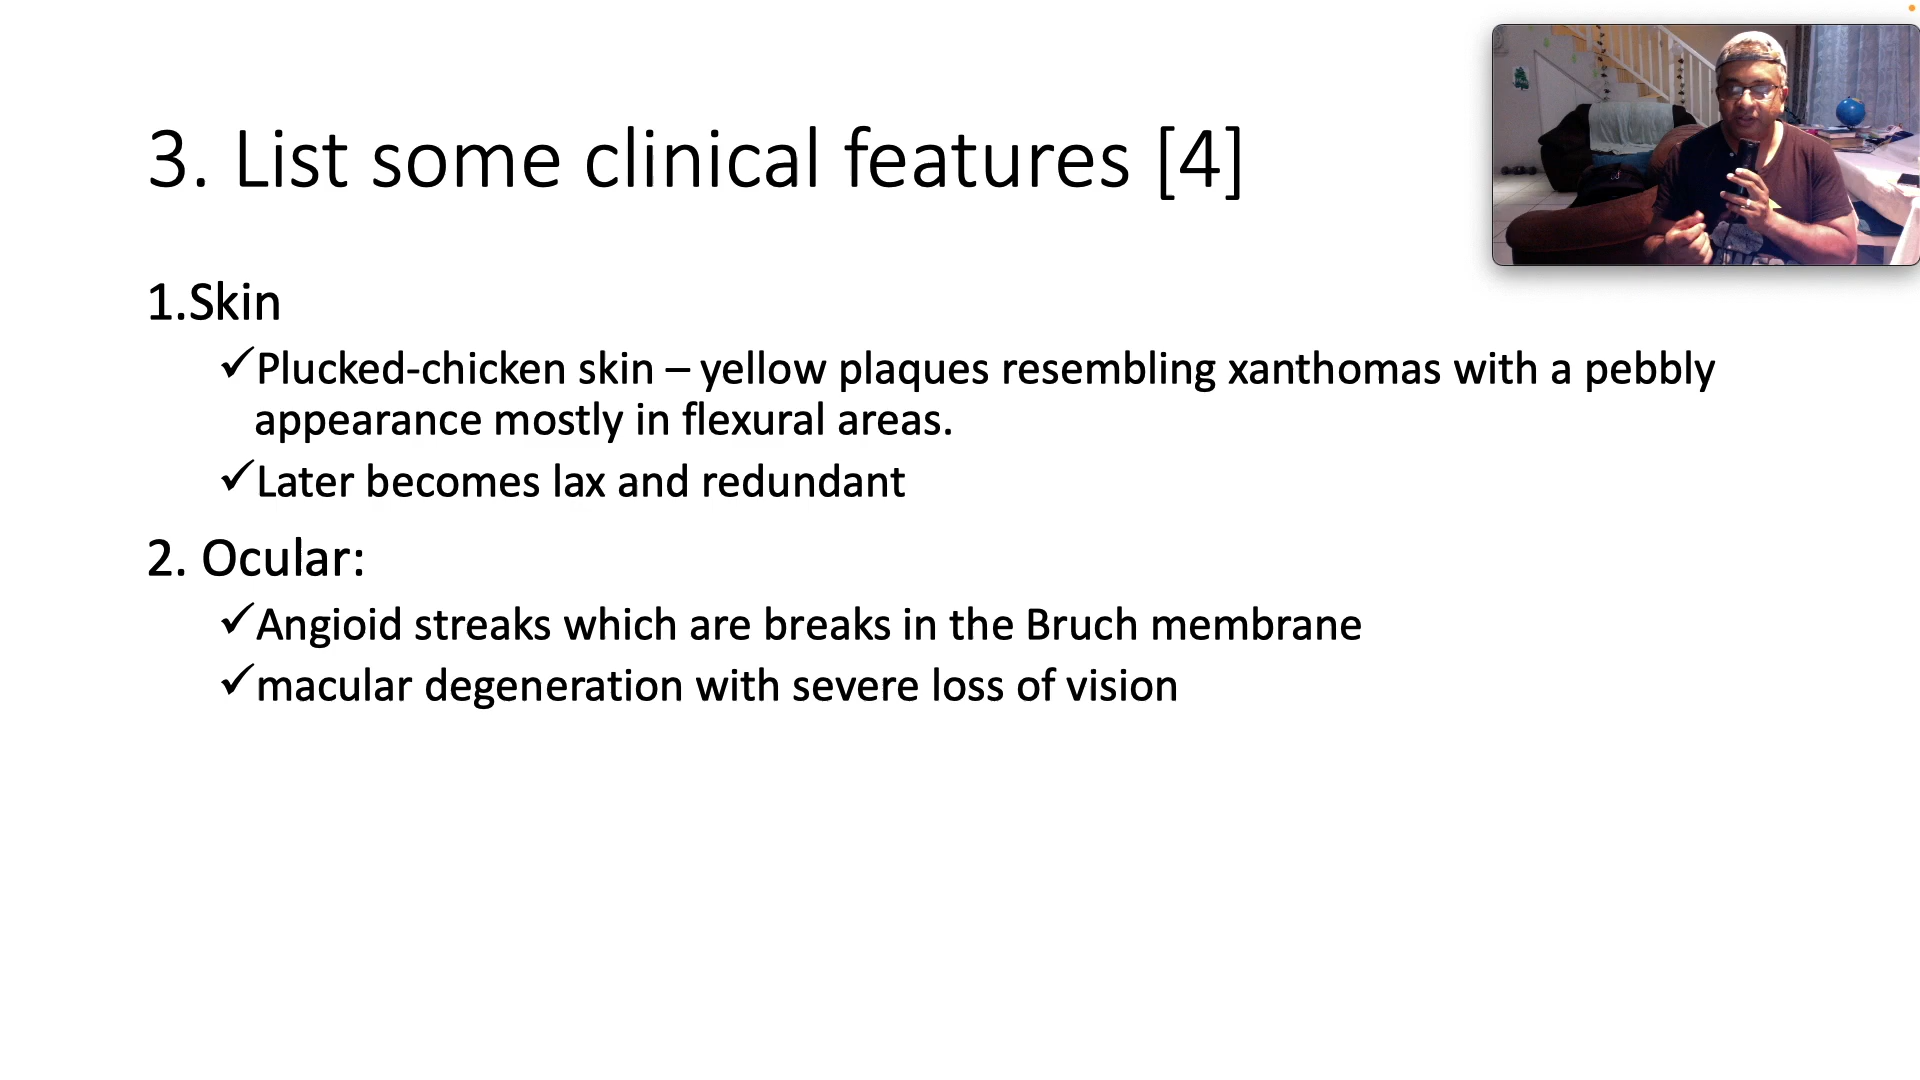 3. List some clinical features [4]
1.Skin
✓Plucked-chicken skin – yellow plaques resembling xanthomas with a pebbly
appearance mostly in flexural areas.
✓Later becomes lax and redundant
2. Ocular:
✓Angioid streaks which are breaks in the Bruch membrane
✓macular degeneration with severe loss of vision